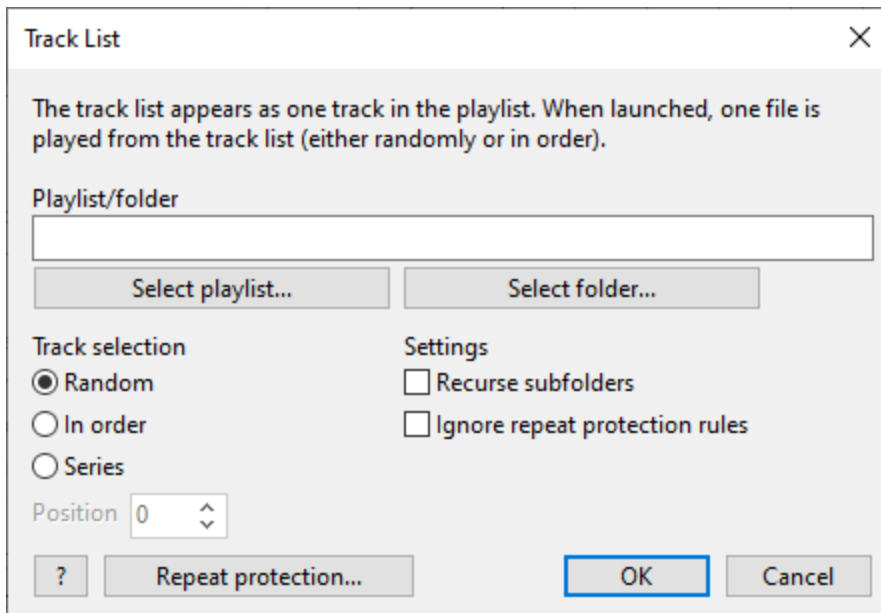 Track List
The track list appears as one track in the playlist. When launched, one file is
played from the track list (either randomly or in order).
Playlist/folder
Select playlist...
Select folder...
Track selection
Random
In order
Series
Position 0
Settings
Recurse subfolders
Ignore repeat protection rules
?
Repeat protection...
OK
Cancel